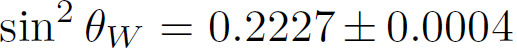 sin² θ_W = 0.2227 ± 0.0004